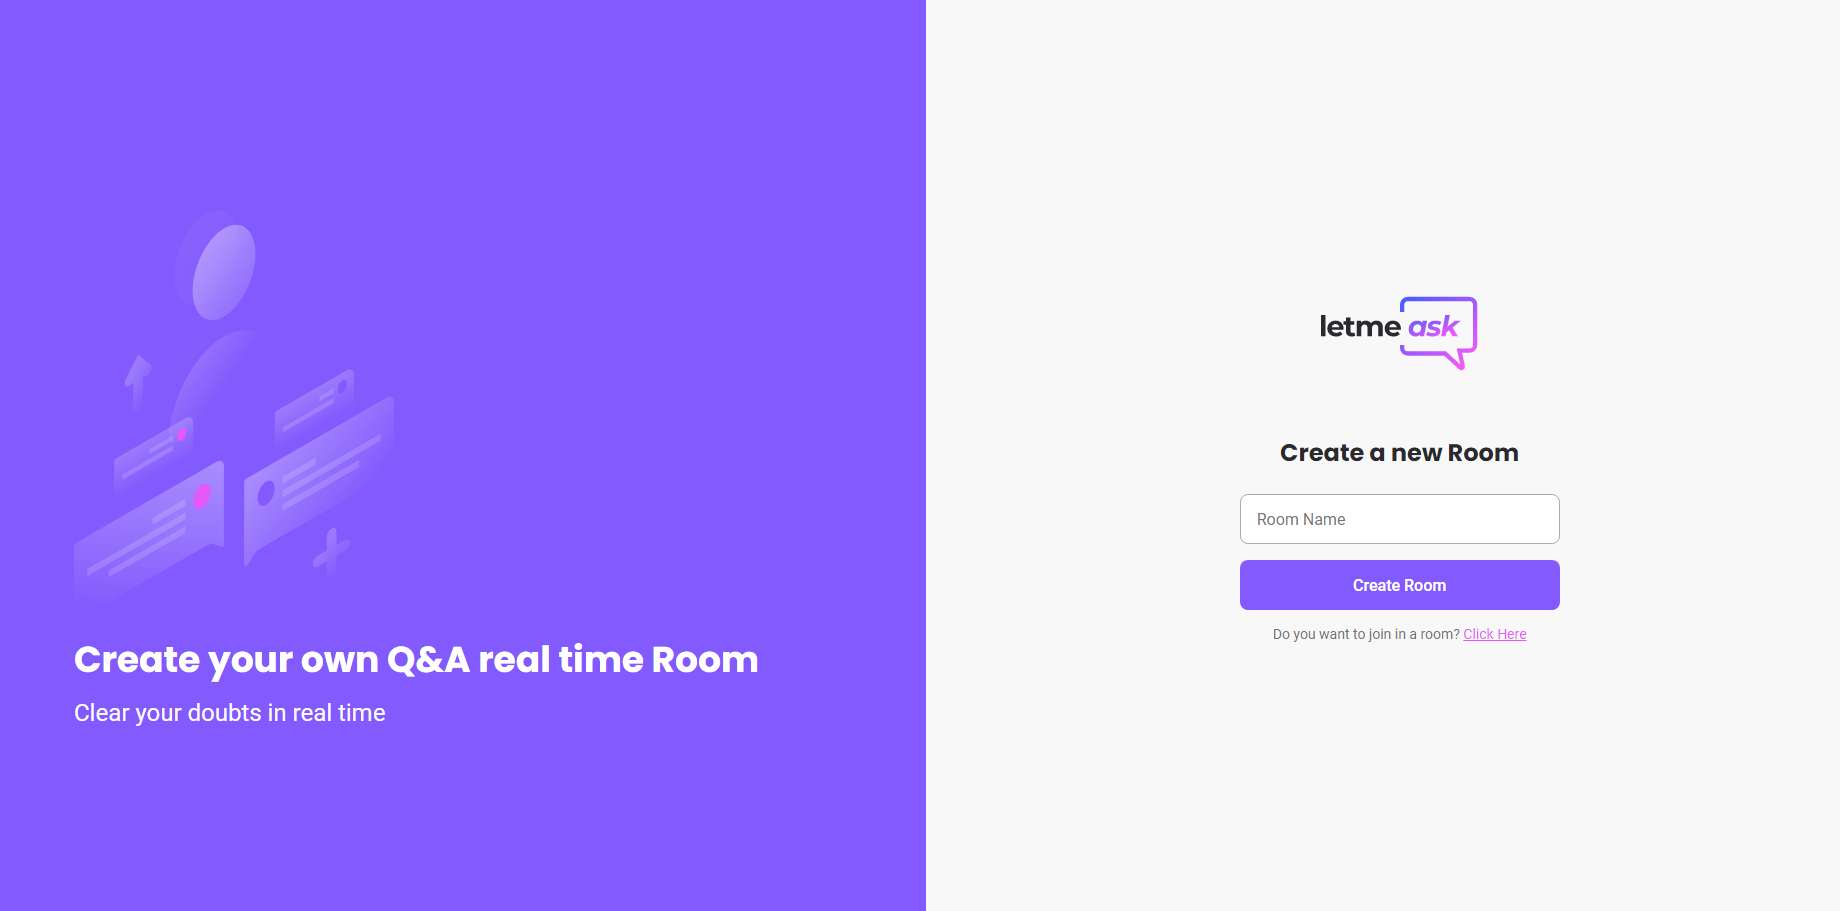 Create your own Q&A real time Room
Clear your doubts in real time
letme ask
Create a new Room
Room Name
Create Room
Do you want to join in a room? Click Here